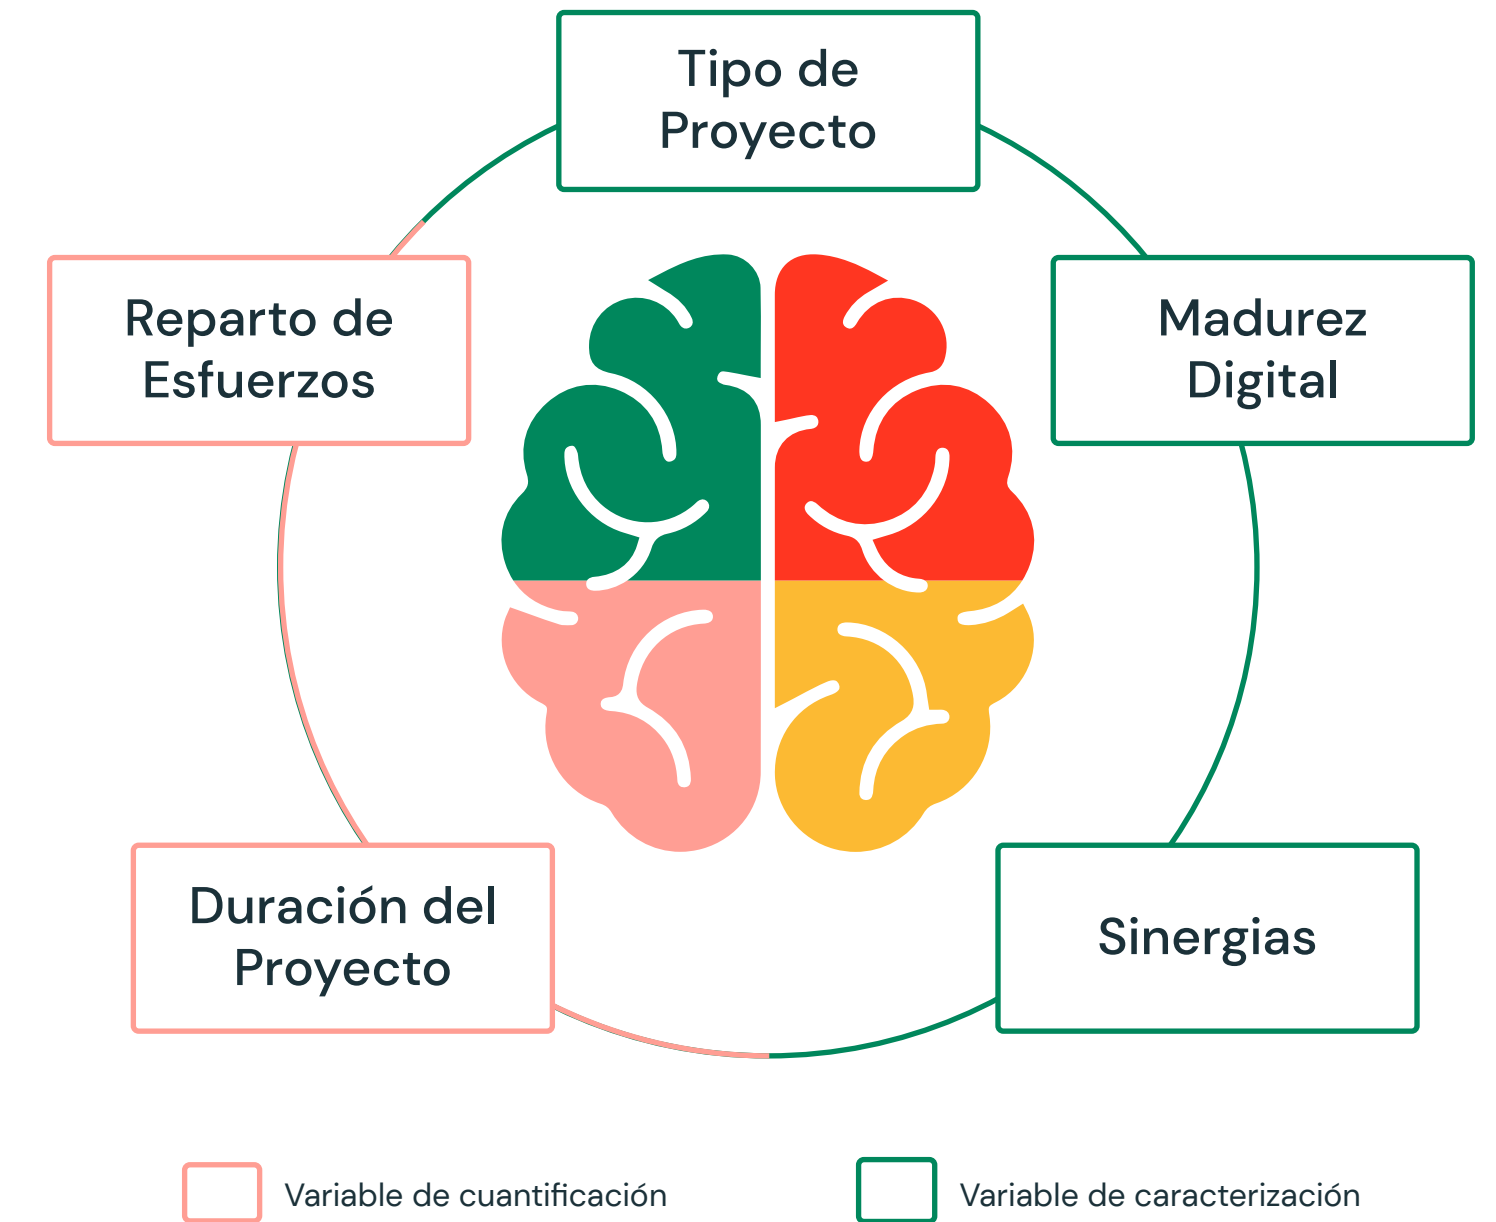 Tipo de
Proyecto
Reparto de
Esfuerzos
Madurez
Digital
Duración del
Proyecto
Sinergias
Variable de cuantificación
Variable de caracterización